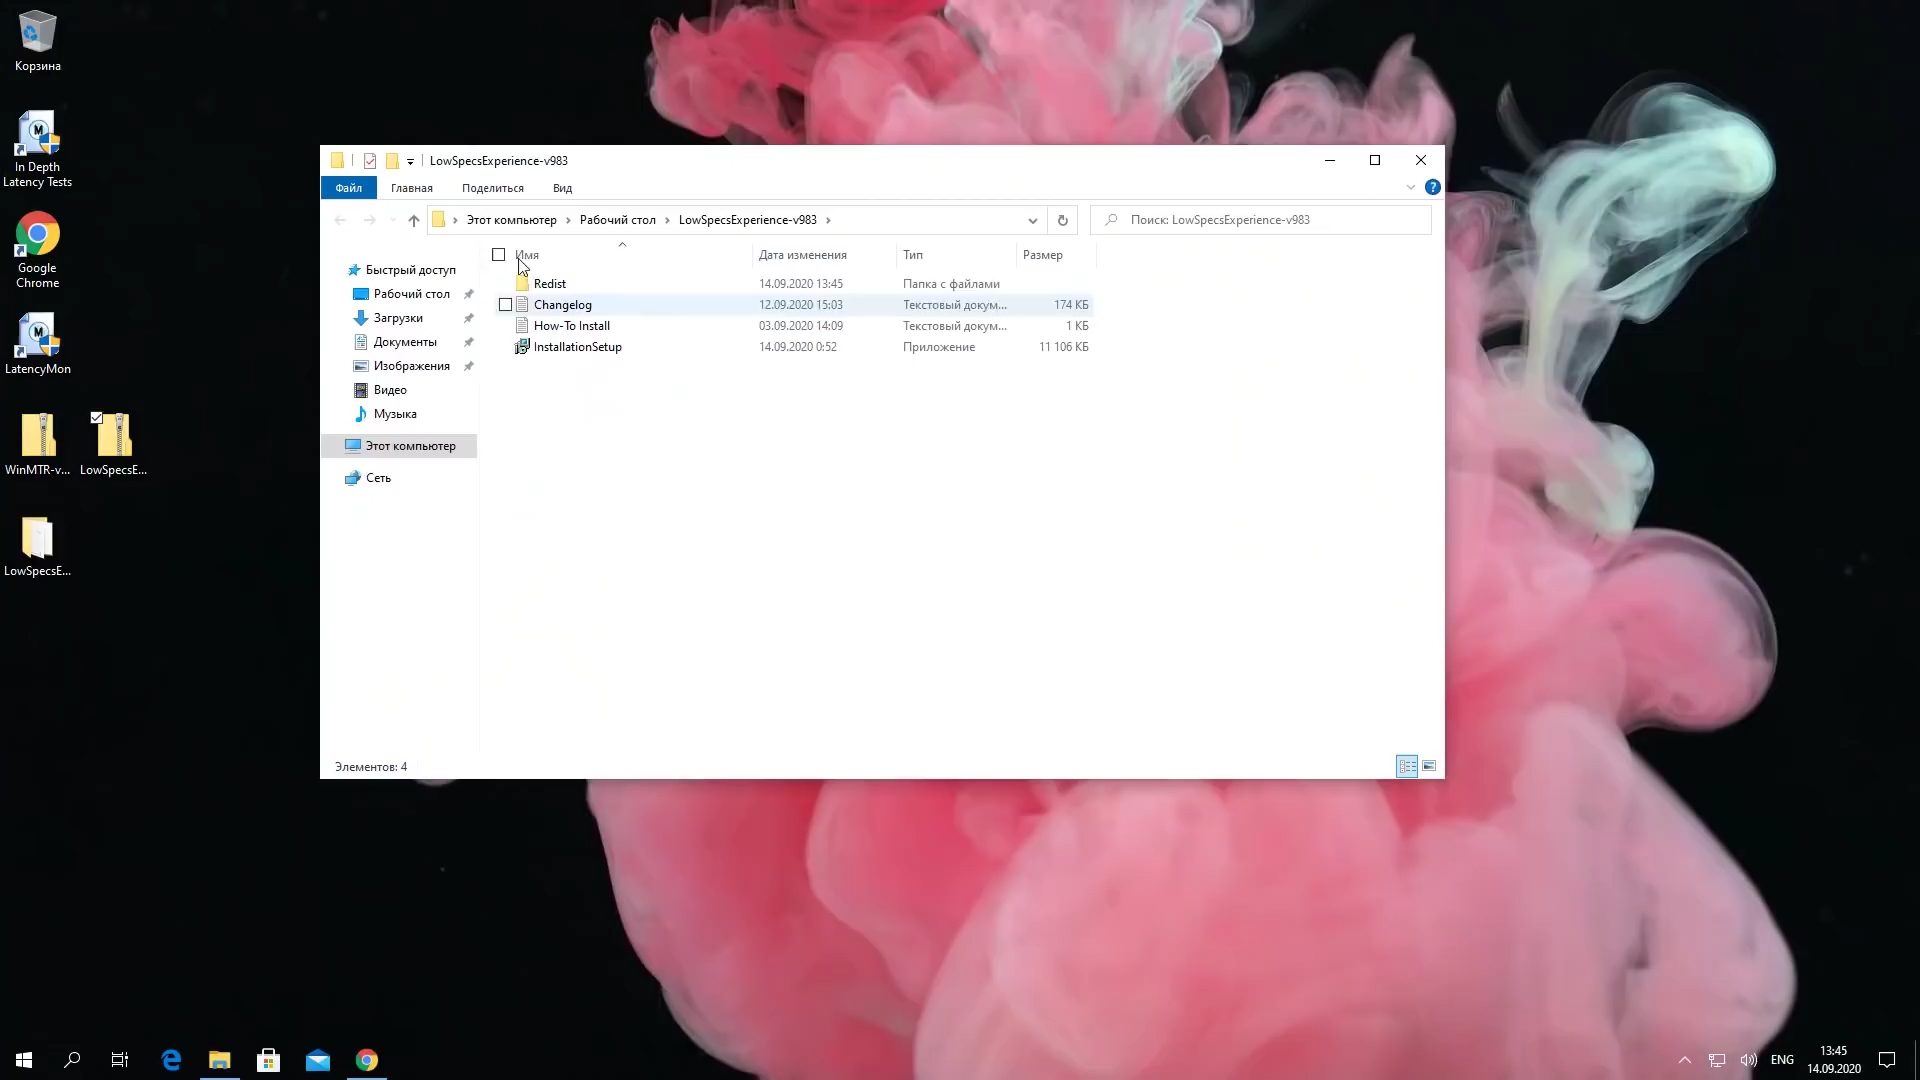 Корзина
In Depth
Latency Tests
Google
Chrome
LatencyMon
WinMTR-v...
LowSpecsE...
LowSpecsE...
LowSpecsExperience-v983
Файл
Главная
Поделиться
Вид
Этот компьютер
Рабочий стол
LowSpecsExperience-v983
Поиск: LowSpecsExperience-v983
Имя
Дата изменения
Тип
Размер
Быстрый доступ
Рабочий стол
Загрузки
Документы
Изображения
Видео
Музыка
Этот компьютер
Сеть
Redist 14.09.2020 13:45 Папка с файлами
Changelog 12.09.2020 15:03 Текстовый докум... 174 КБ
How-To Install 03.09.2020 14:09 Текстовый докум... 1 КБ
InstallationSetup 14.09.2020 0:52 Приложение 11 106 КБ
Элементов: 4
ENG
13:45
14.09.2020